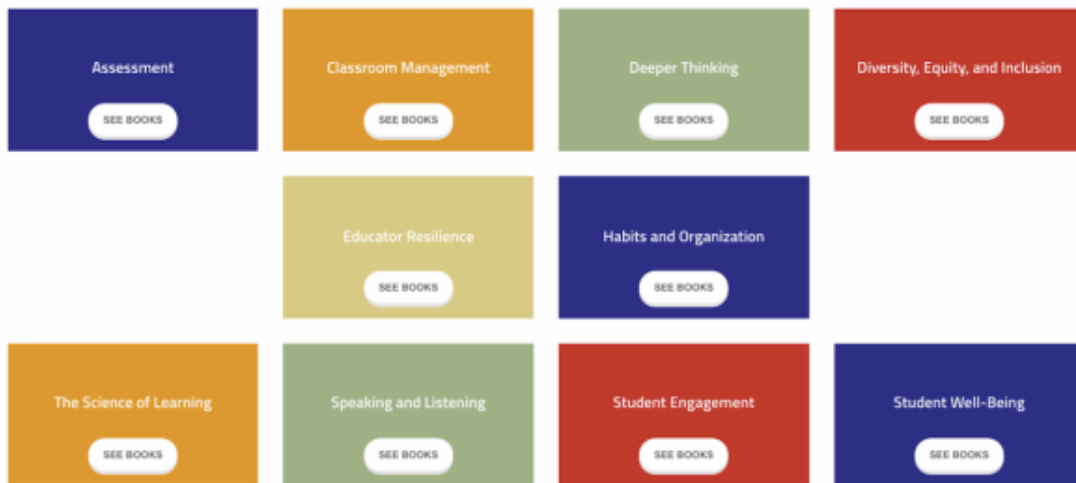 Assessment
SEE BOOKS
Classroom Management
SEE BOOKS
Deeper Thinking
SEE BOOKS
Diversity, Equity, and Inclusion
SEE BOOKS
Educator Resilience
SEE BOOKS
Habits and Organization
SEE BOOKS
The Science of Learning
SEE BOOKS
Speaking and Listening
SEE BOOKS
Student Engagement
SEE BOOKS
Student Well-Being
SEE BOOKS